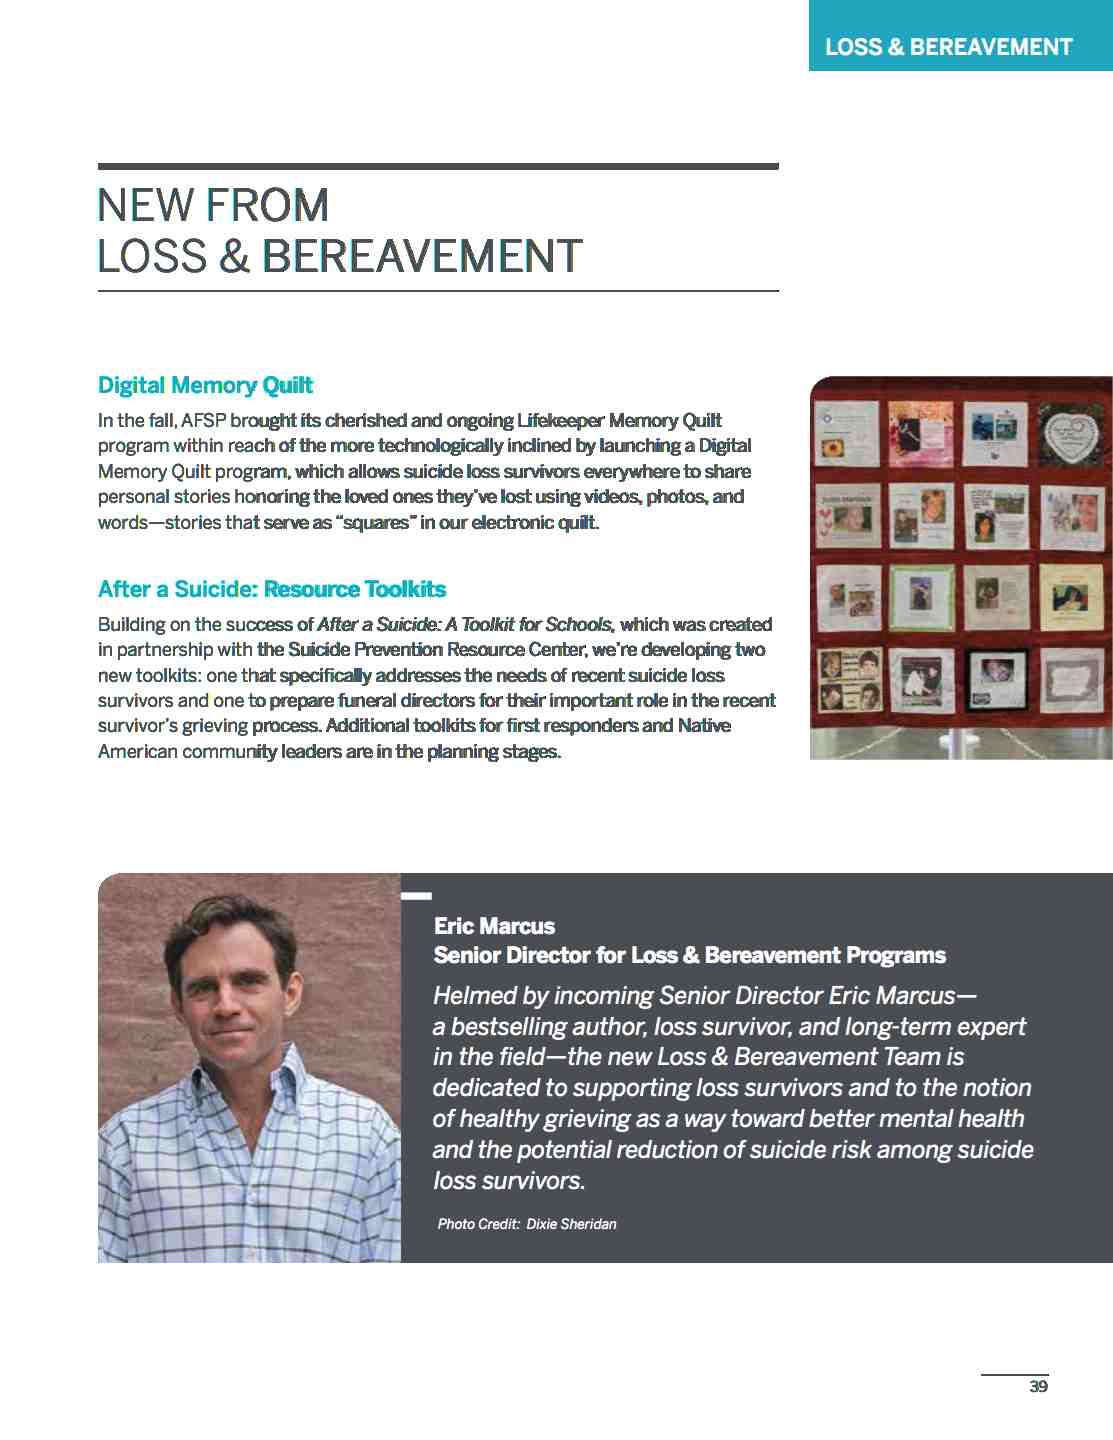 LOSS & BEREAVEMENT
NEW FROM
LOSS & BEREAVEMENT
Digital Memory Quilt
In the fall, AFSP brought its cherished and ongoing Lifekeeper Memory Quilt
program within reach of the more technologically inclined by launching a Digital
Memory Quilt program, which allows suicide loss survivors everywhere to share
personal stories honoring the loved ones they've lost using videos, photos, and
words—stories that serve as “squares” in our electronic quilt.
After a Suicide: Resource Toolkits
Building on the success of After a Suicide: A Toolkit for Schools, which was created
in partnership with the Suicide Prevention Resource Center, we're developing two
new toolkits: one that specifically addresses the needs of recent suicide loss
survivors and one to prepare funeral directors for their important role in the recent
survivor's grieving process. Additional toolkits for first responders and Native
American community leaders are in the planning stages.
Eric Marcus
Senior Director for Loss & Bereavement Programs
Helmed by incoming Senior Director Eric Marcus—
a bestselling author, loss survivor, and long-term expert
in the field—the new Loss & Bereavement Team is
dedicated to supporting loss survivors and to the notion
of healthy grieving as a way toward better mental health
and the potential reduction of suicide risk among suicide
loss survivors.
Photo Credit: Dixie Sheridan
39